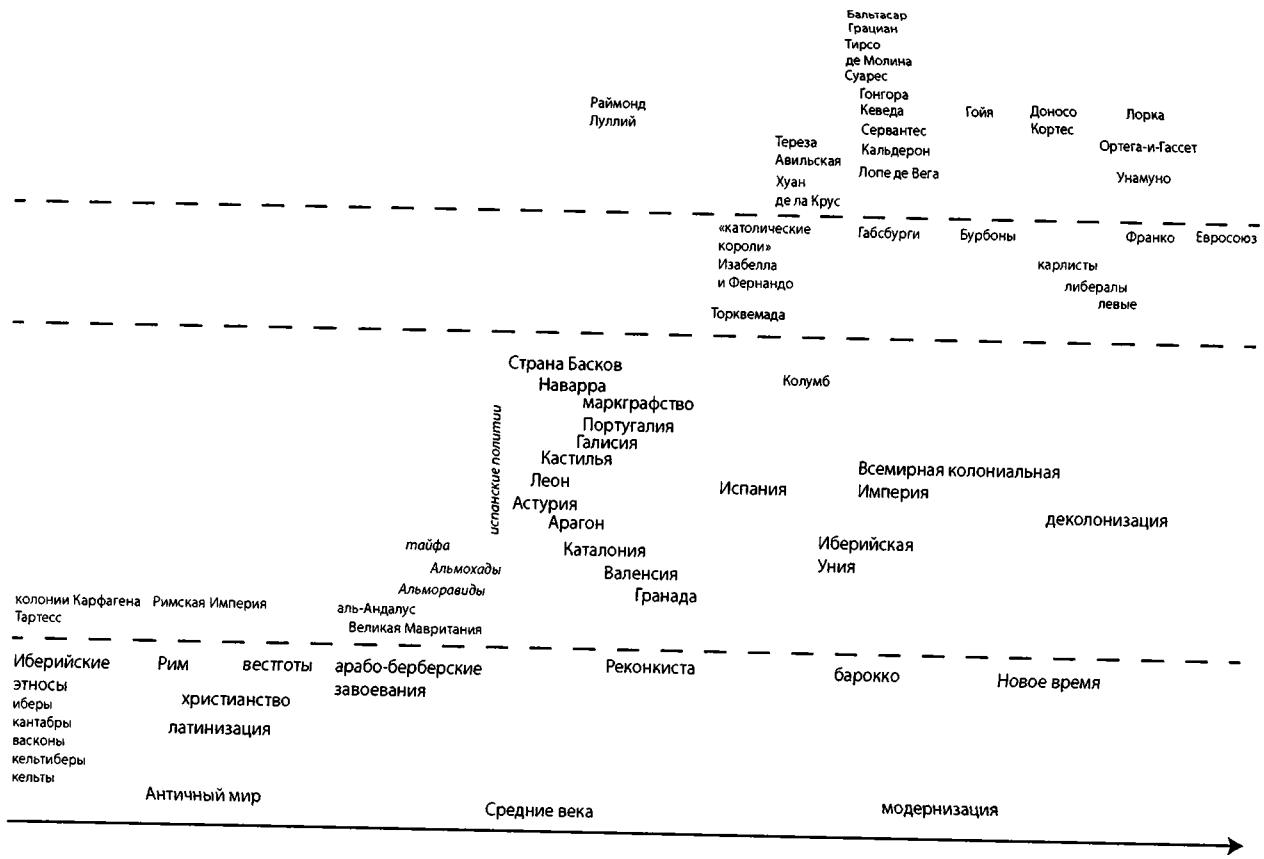 Бальтасар
Грациан
Тирсо
де Молина
Суарес
Гонгора
Кеведа
Сервантес
Кальдерон
Лопе де Вега
Раймонд
Луллий
Тереза
Авильская
Хуан
де ла Крус
Гойя
Доносо
Кортес
Лорка
Ортега-и-Гассет
Унамуно
«католические
короли»
Изабелла
и Фернандо
Торквемада
Габсбурги
Бурбоны
карлисты
либералы
левые
Франко
Евросоюз
Страна Басков
Наварра
маркграфство
Португалия
Галисия
Кастилья
Леон
Астурия
Арагон
Каталония
Валенсия
Гранада
испанские политии
тайфа
Альмохады
Альморавиды
аль-Андалус
Великая Мавритания
колонии Карфагена
Тартесс
Римская Империя
Колумб
Испания
Всемирная колониальная
Империя
Иберийская
Уния
деколонизация
Иберийские
этносы
иберы
кантабры
васконы
кельтиберы
кельты
Рим
вестготы
христианство
латинизация
арабо-берберские
завоевания
Реконкиста
барокко
Новое время
Античный мир
Средние века
модернизация